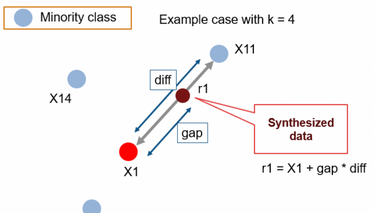 Minority class
Example case with k = 4
X11
diff
r1
X14
Synthesized
data
gap
r1 = X1 + gap * diff
X1